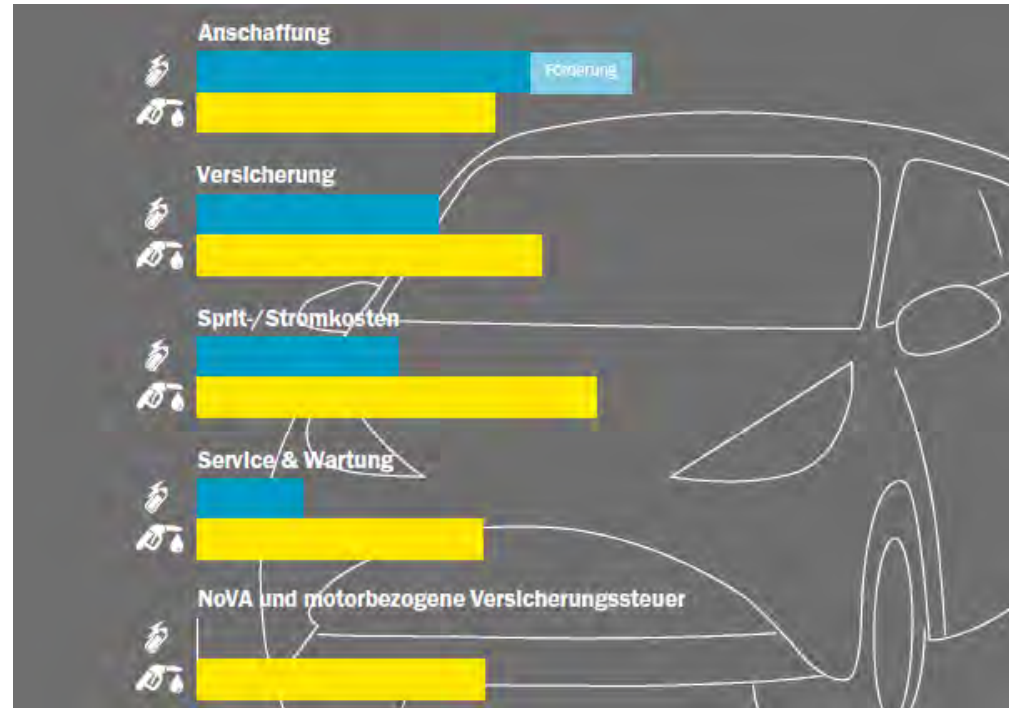 Anschaffung
Förderung
Versicherung
Sprit-/Stromkosten
Service & Wartung
NoVA und motorbezogene Versicherungssteuer